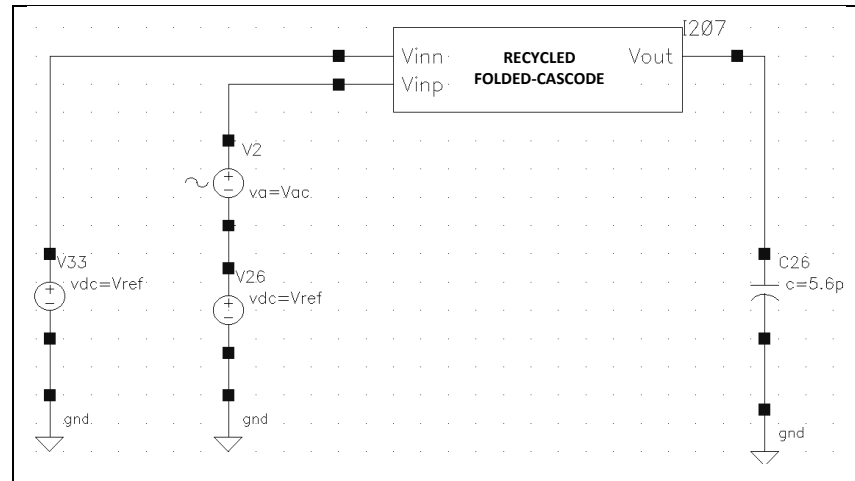 I207
Vinn RECYCLED Vout
Vinp FOLDED-CASCODE
V2
va=Vac
V33
vdc=Vref
V26
vdc=Vref
C26
c=5.6p
gnd
gnd
gnd